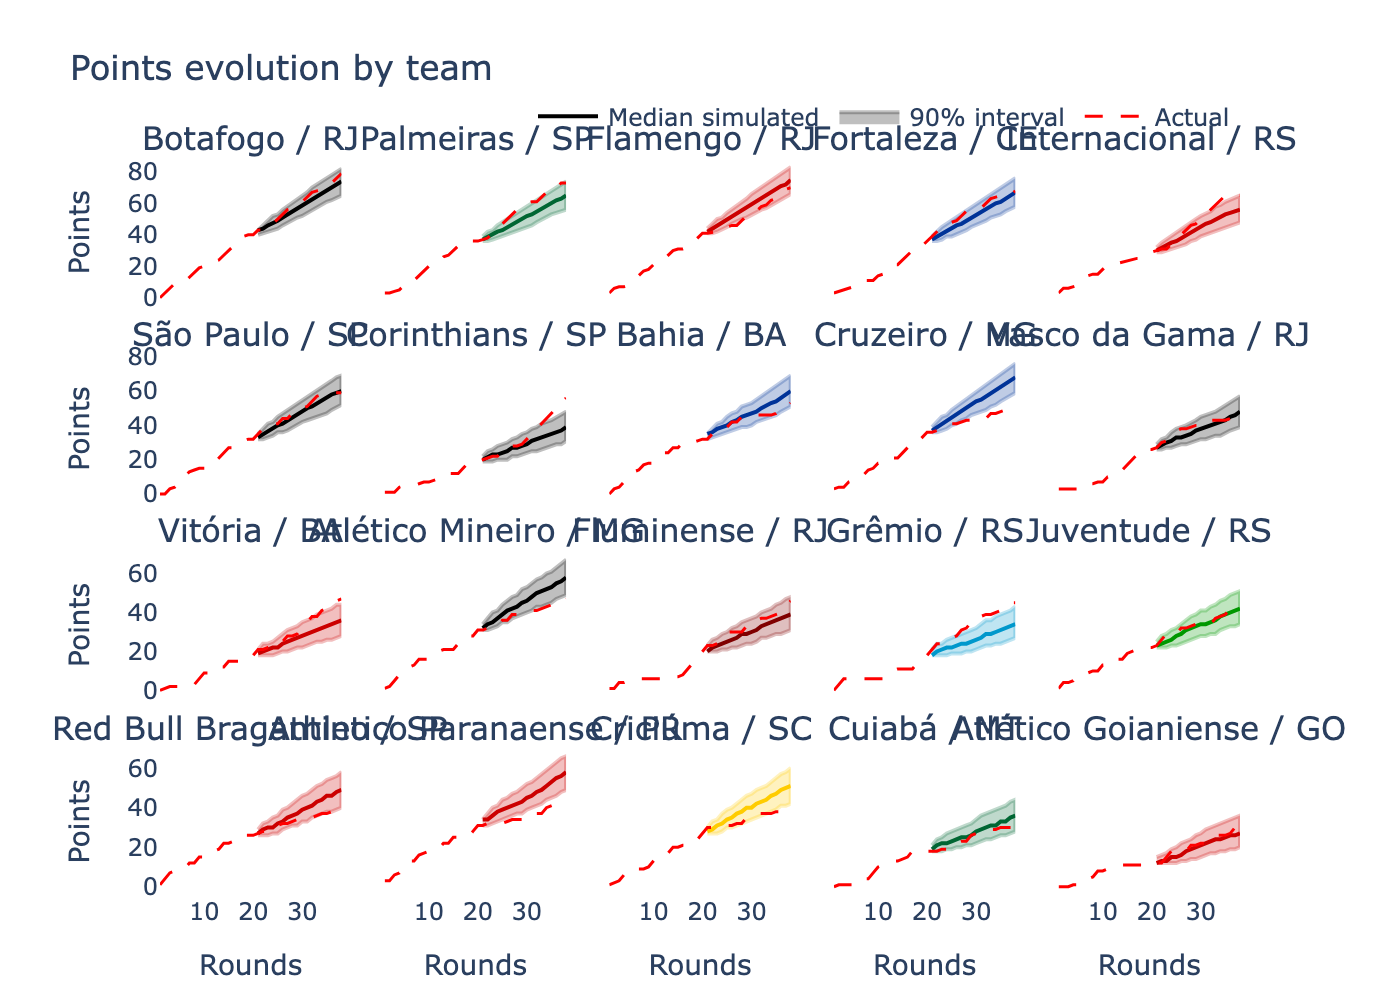 Points evolution by team
Median simulated 90% interval Actual
Botafogo / RJ Palmeiras / SP Flamengo / RJ Fortaleza / CE Internacional / RS
80
60
40
20
0
Points
São Paulo / SP Corinthians / SP Bahia / BA Cruzeiro / MG Vasco da Gama / RJ
80
60
40
20
0
Points
Vitória / BA Atlético Mineiro / MG Fluminense / RJ Grêmio / RS Juventude / RS
60
40
20
0
Points
Red Bull Bragantino / SP Athletico Paranaense / PR Criciúma / SC Cuiabá / MT Atlético Goianiense / GO
60
40
20
0
Points
10 20 30 10 20 30 10 20 30 10 20 30 10 20 30
Rounds Rounds Rounds Rounds Rounds